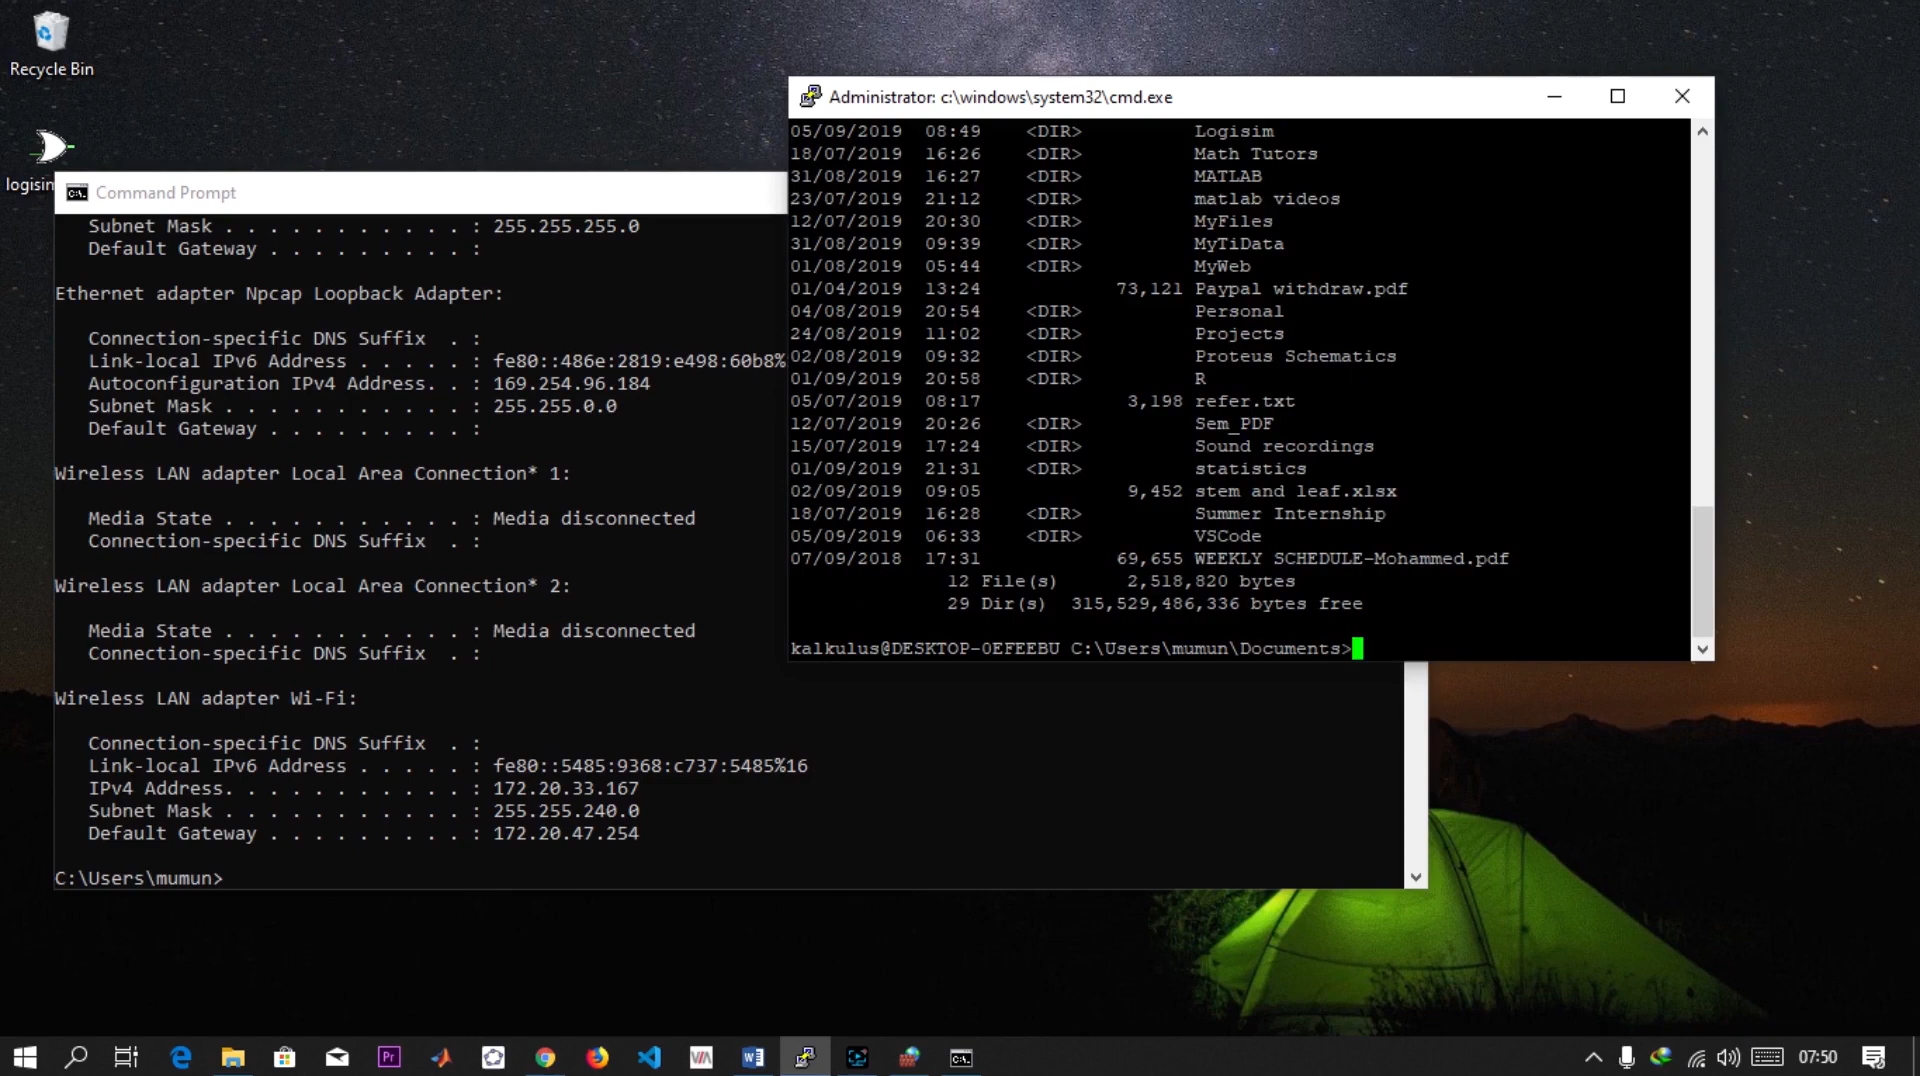 Recycle Bin
logisim
Command Prompt
Subnet Mask . . . . . . . . . . . : 255.255.255.0
Default Gateway . . . . . . . . . :
Ethernet adapter Npcap Loopback Adapter:
Connection-specific DNS Suffix  . :
Link-local IPv6 Address . . . . . : fe80::486e:2819:e498:60b8%
Autoconfiguration IPv4 Address. . : 169.254.96.184
Subnet Mask . . . . . . . . . . . : 255.255.0.0
Default Gateway . . . . . . . . . :
Wireless LAN adapter Local Area Connection* 1:
Media State . . . . . . . . . . . : Media disconnected
Connection-specific DNS Suffix  . :
Wireless LAN adapter Local Area Connection* 2:
Media State . . . . . . . . . . . : Media disconnected
Connection-specific DNS Suffix  . :
Wireless LAN adapter Wi-Fi:
Connection-specific DNS Suffix  . :
Link-local IPv6 Address . . . . . : fe80::5485:9368:c737:5485%16
IPv4 Address. . . . . . . . . . . : 172.20.33.167
Subnet Mask . . . . . . . . . . . : 255.255.240.0
Default Gateway . . . . . . . . . : 172.20.47.254
C:\Users\mumun>
Administrator: c:\windows\system32\cmd.exe
05/09/2019  08:49    <DIR>          Logisim
18/07/2019  16:26    <DIR>          Math Tutors
31/08/2019  16:27    <DIR>          MATLAB
23/07/2019  21:12    <DIR>          matlab videos
12/07/2019  20:30    <DIR>          MyFiles
31/08/2019  09:39    <DIR>          MyTiData
01/08/2019  05:44    <DIR>          MyWeb
01/04/2019  13:24            73,121 Paypal withdraw.pdf
04/08/2019  20:54    <DIR>          Personal
24/08/2019  11:02    <DIR>          Projects
02/08/2019  09:32    <DIR>          Proteus Schematics
01/09/2019  20:58    <DIR>          R
05/07/2019  08:17             3,198 refer.txt
12/07/2019  20:26    <DIR>          Sem_PDF
15/07/2019  17:24    <DIR>          Sound recordings
01/09/2019  21:31    <DIR>          statistics
02/09/2019  09:05             9,452 stem and leaf.xlsx
18/07/2019  16:28    <DIR>          Summer Internship
05/09/2019  06:33    <DIR>          VSCode
07/09/2018  17:31            69,655 WEEKLY SCHEDULE-Mohammed.pdf
12 File(s)      2,518,820 bytes
29 Dir(s)  315,529,486,336 bytes free
kalkulus@DESKTOP-0EFEEBU C:\Users\mumun\Documents>
Pr
VIA
07:50